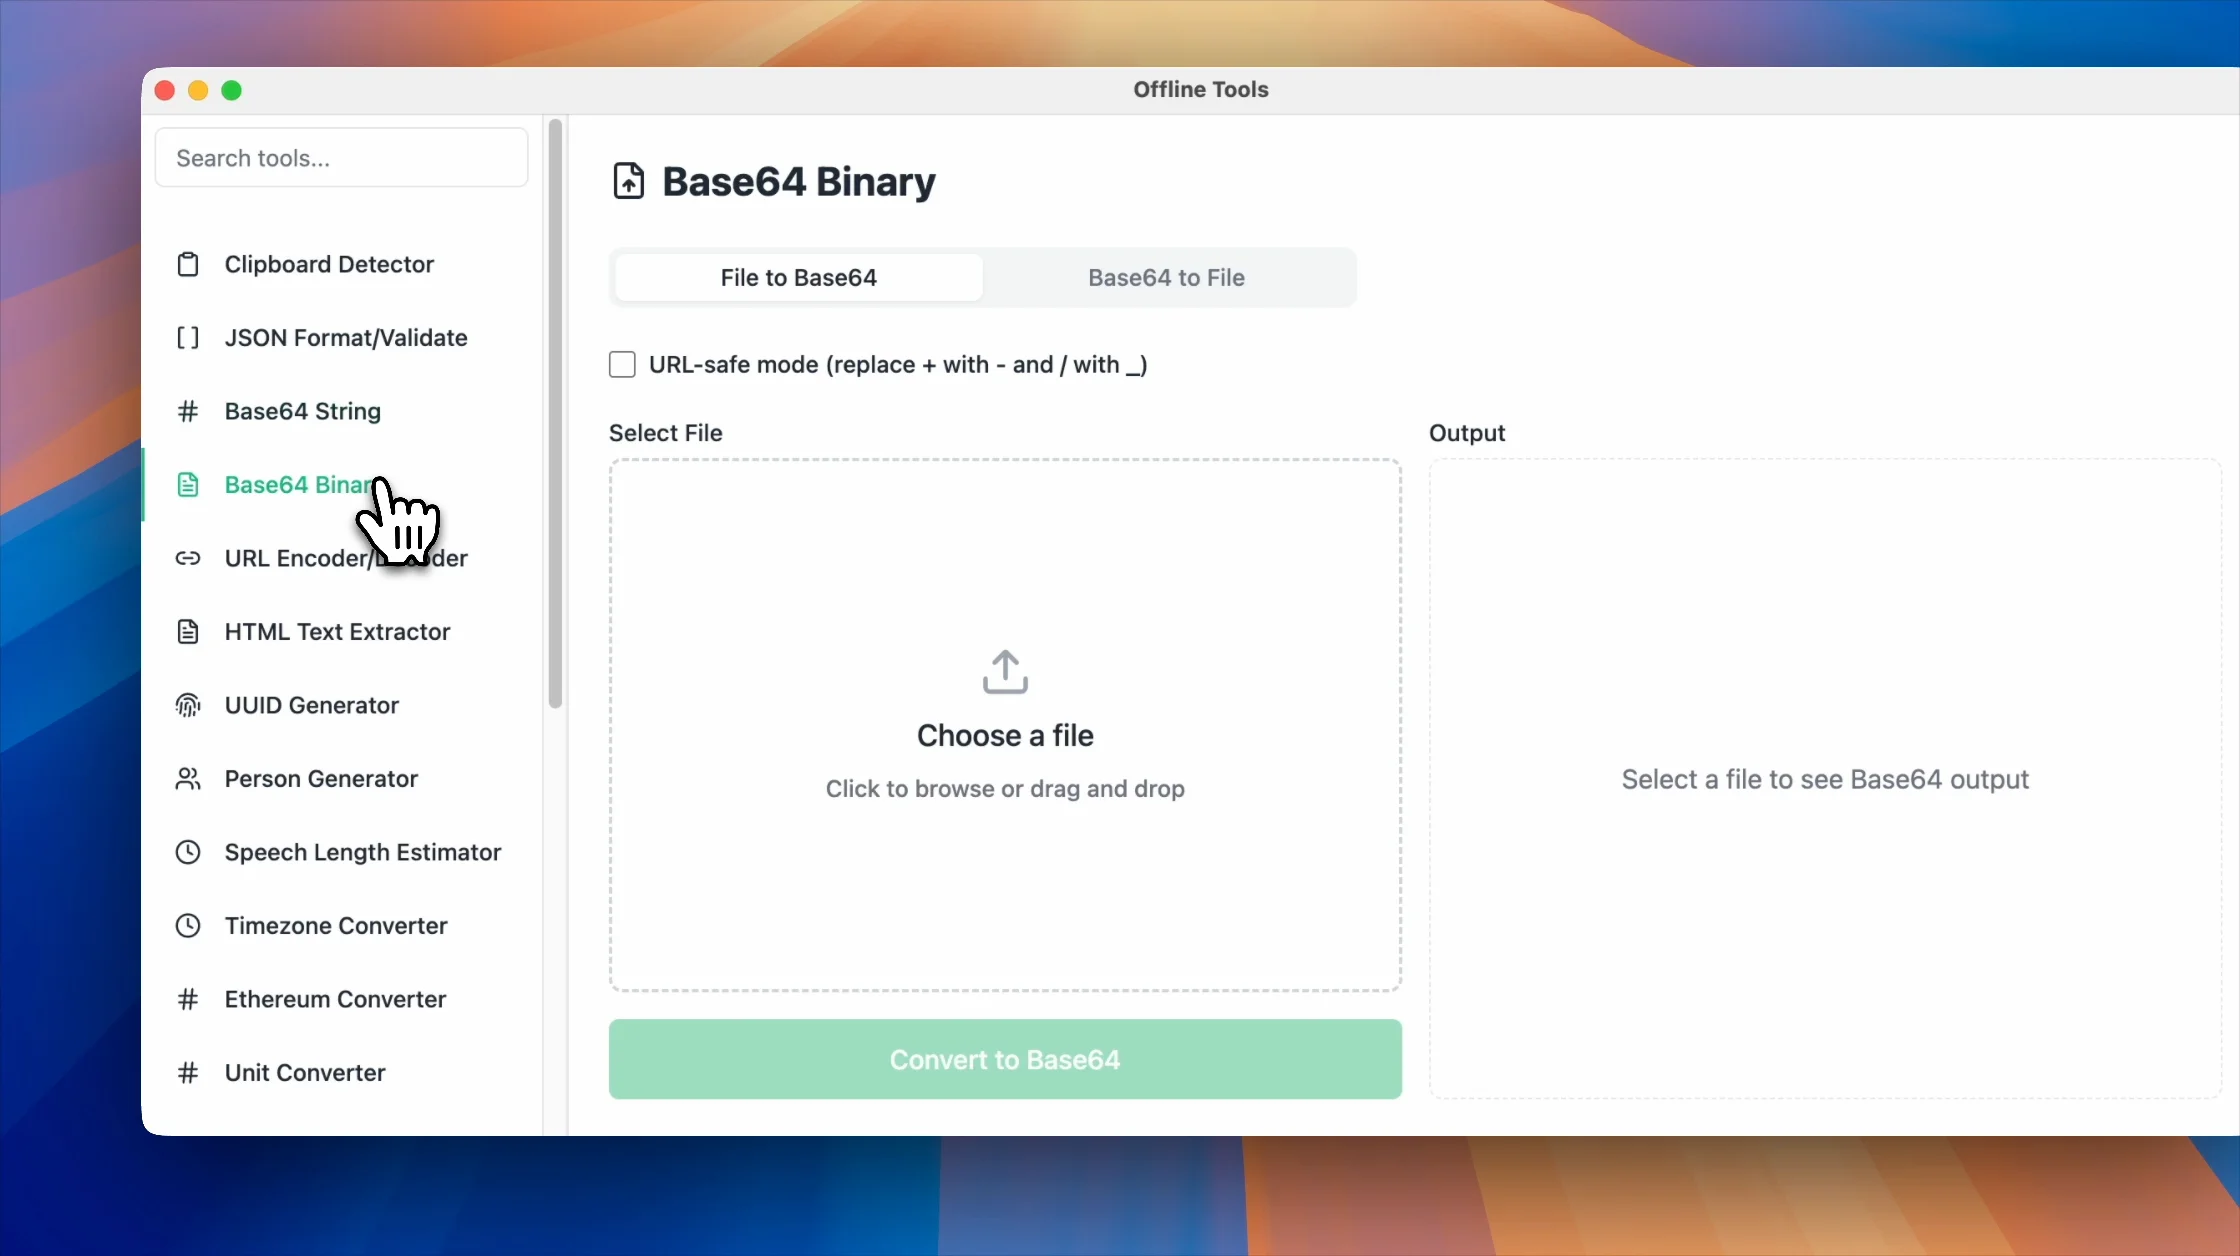 Offline Tools
Search tools...
Clipboard Detector
JSON Format/Validate
Base64 String
Base64 Binar
URL Encoder/ der
HTML Text Extractor
UUID Generator
Person Generator
Speech Length Estimator
Timezone Converter
Ethereum Converter
Unit Converter
Base64 Binary
File to Base64
Base64 to File
URL-safe mode (replace + with - and / with _)
Select File
Choose a file
Click to browse or drag and drop
Convert to Base64
Output
Select a file to see Base64 output